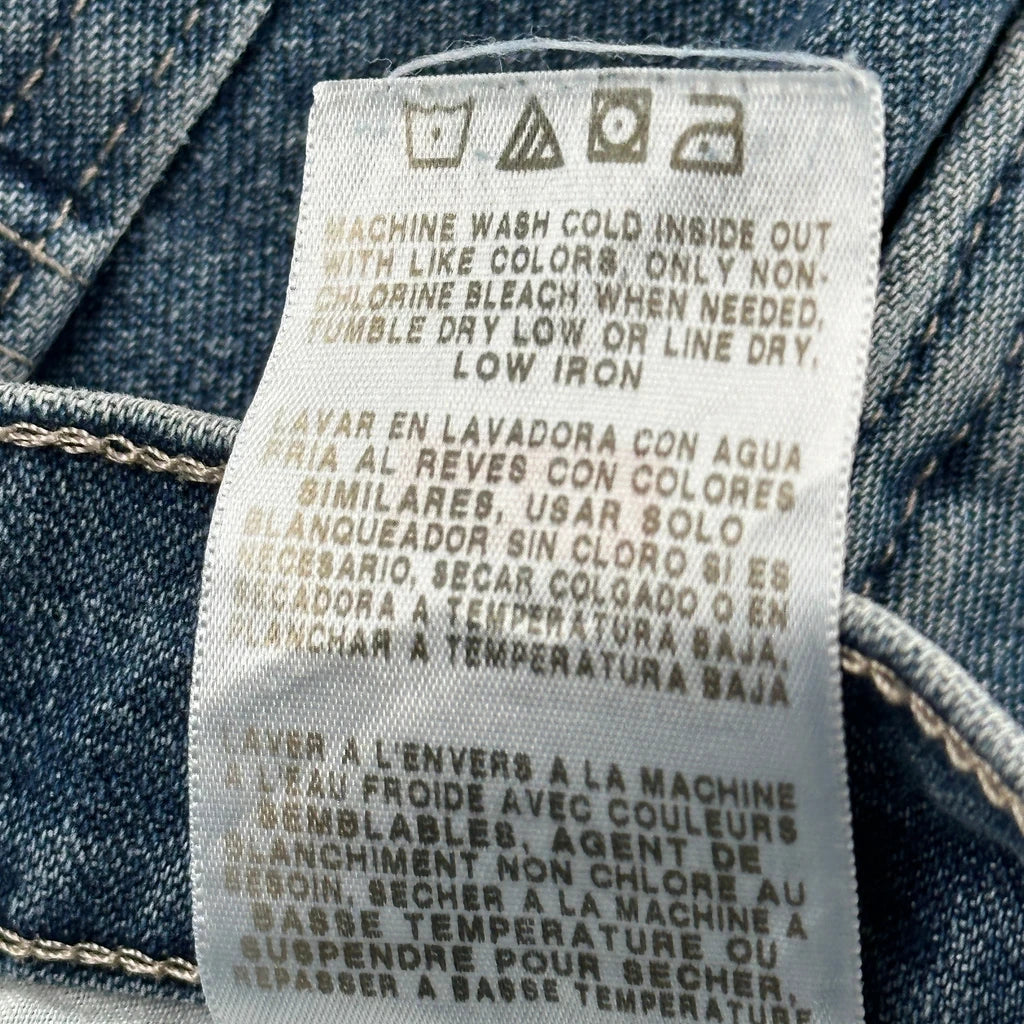 MACHINE WASH COLD INSIDE OUT
WITH LIKE COLORS, ONLY NON-
CHLORINE BLEACH WHEN NEEDED,
TUMBLE DRY LOW OR LINE DRY,
LOW IRON
LAVAR EN LAVADORA CON AGUA
FRIA AL REVES CON COLORES
SIMILARES, USAR SOLO
BLANQUEADOR SIN CLORO SI ES
NECESARIO, SECAR COLGADO O EN
SECADORA A TEMPERATURA BAJA,
PLANCHAR A TEMPERATURA BAJA
LAVER A L'ENVERS A LA MACHINE
A L'EAU FROIDE AVEC COULEURS
SEMBLABLES, AGENT DE
BLANCHIMENT NON CHLORE AU
BESOIN, SECHER A LA MACHINE A
BASSE TEMPERATURE OU
SUSPENDRE POUR SECHER,
REPASSER A BASSE TEMPERATURE